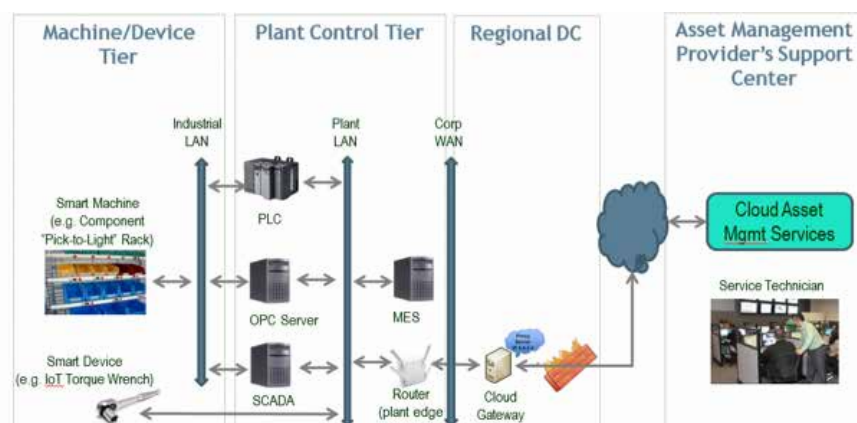 Machine/Device
Tier
Plant Control Tier
Regional DC
Asset Management
Provider's Support
Center
Industrial
LAN
Plant
LAN
Corp
WAN
Smart Machine
(e.g. Component
"Pick-to-Light" Rack)
PLC
Cloud Asset
Mgmt Services
OPC Server
MES
Service Technician
Smart Device
(e.g. IoT Torque Wrench)
SCADA
Router
(plant edge
Cloud
Gateway